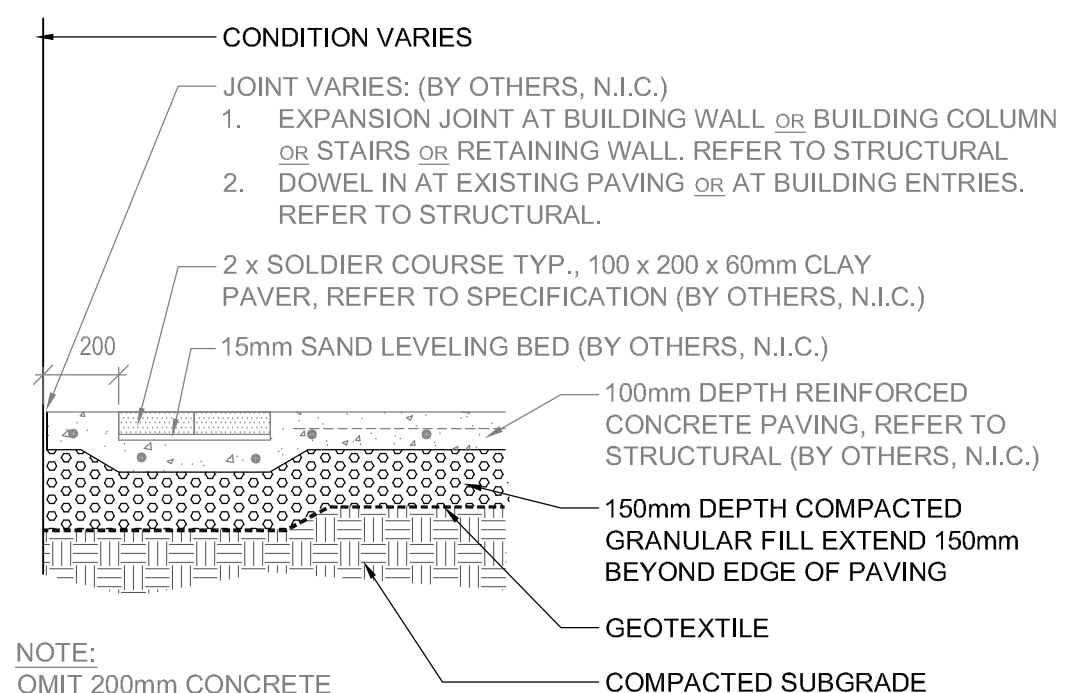 CONDITION VARIES
JOINT VARIES: (BY OTHERS, N.I.C.)
1. EXPANSION JOINT AT BUILDING WALL OR BUILDING COLUMN
OR STAIRS OR RETAINING WALL. REFER TO STRUCTURAL
2. DOWEL IN AT EXISTING PAVING OR AT BUILDING ENTRIES.
REFER TO STRUCTURAL.
2 x SOLDIER COURSE TYP., 100 x 200 x 60mm CLAY
PAVER, REFER TO SPECIFICATION (BY OTHERS, N.I.C.)
200
15mm SAND LEVELING BED (BY OTHERS, N.I.C.)
100mm DEPTH REINFORCED
CONCRETE PAVING, REFER TO
STRUCTURAL (BY OTHERS, N.I.C.)
150mm DEPTH COMPACTED
GRANULAR FILL EXTEND 150mm
BEYOND EDGE OF PAVING
GEOTEXTILE
COMPACTED SUBGRADE
NOTE:
OMIT 200mm CONCRETE